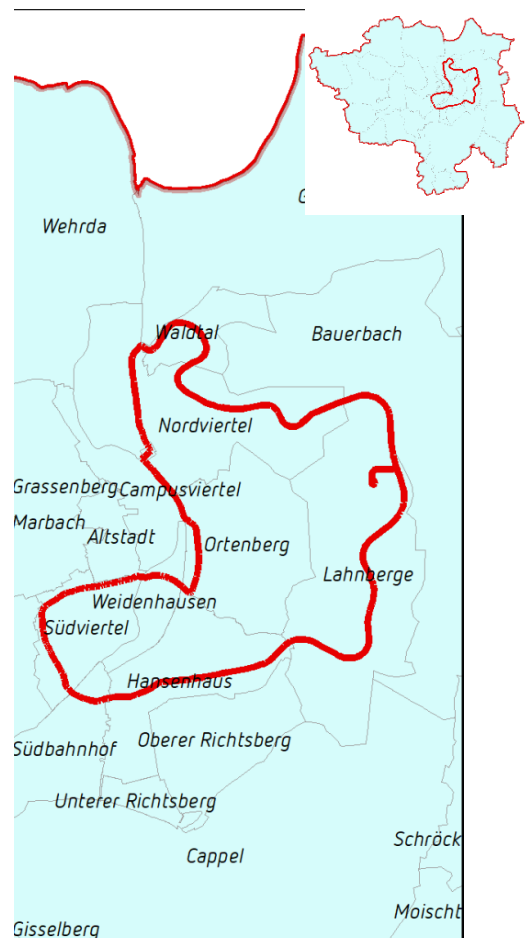 Wehrda
Waldtal
Bauerbach
Nordviertel
Grassenberg
Campusviertel
Marbach
Altstadt
Ortenberg
Lahnberge
Weidenhausen
Südviertel
Hansenhaus
Südbahnhof
Oberer Richtsberg
Unterer Richtsberg
Schröck
Cappel
Moischt
Gisselberg